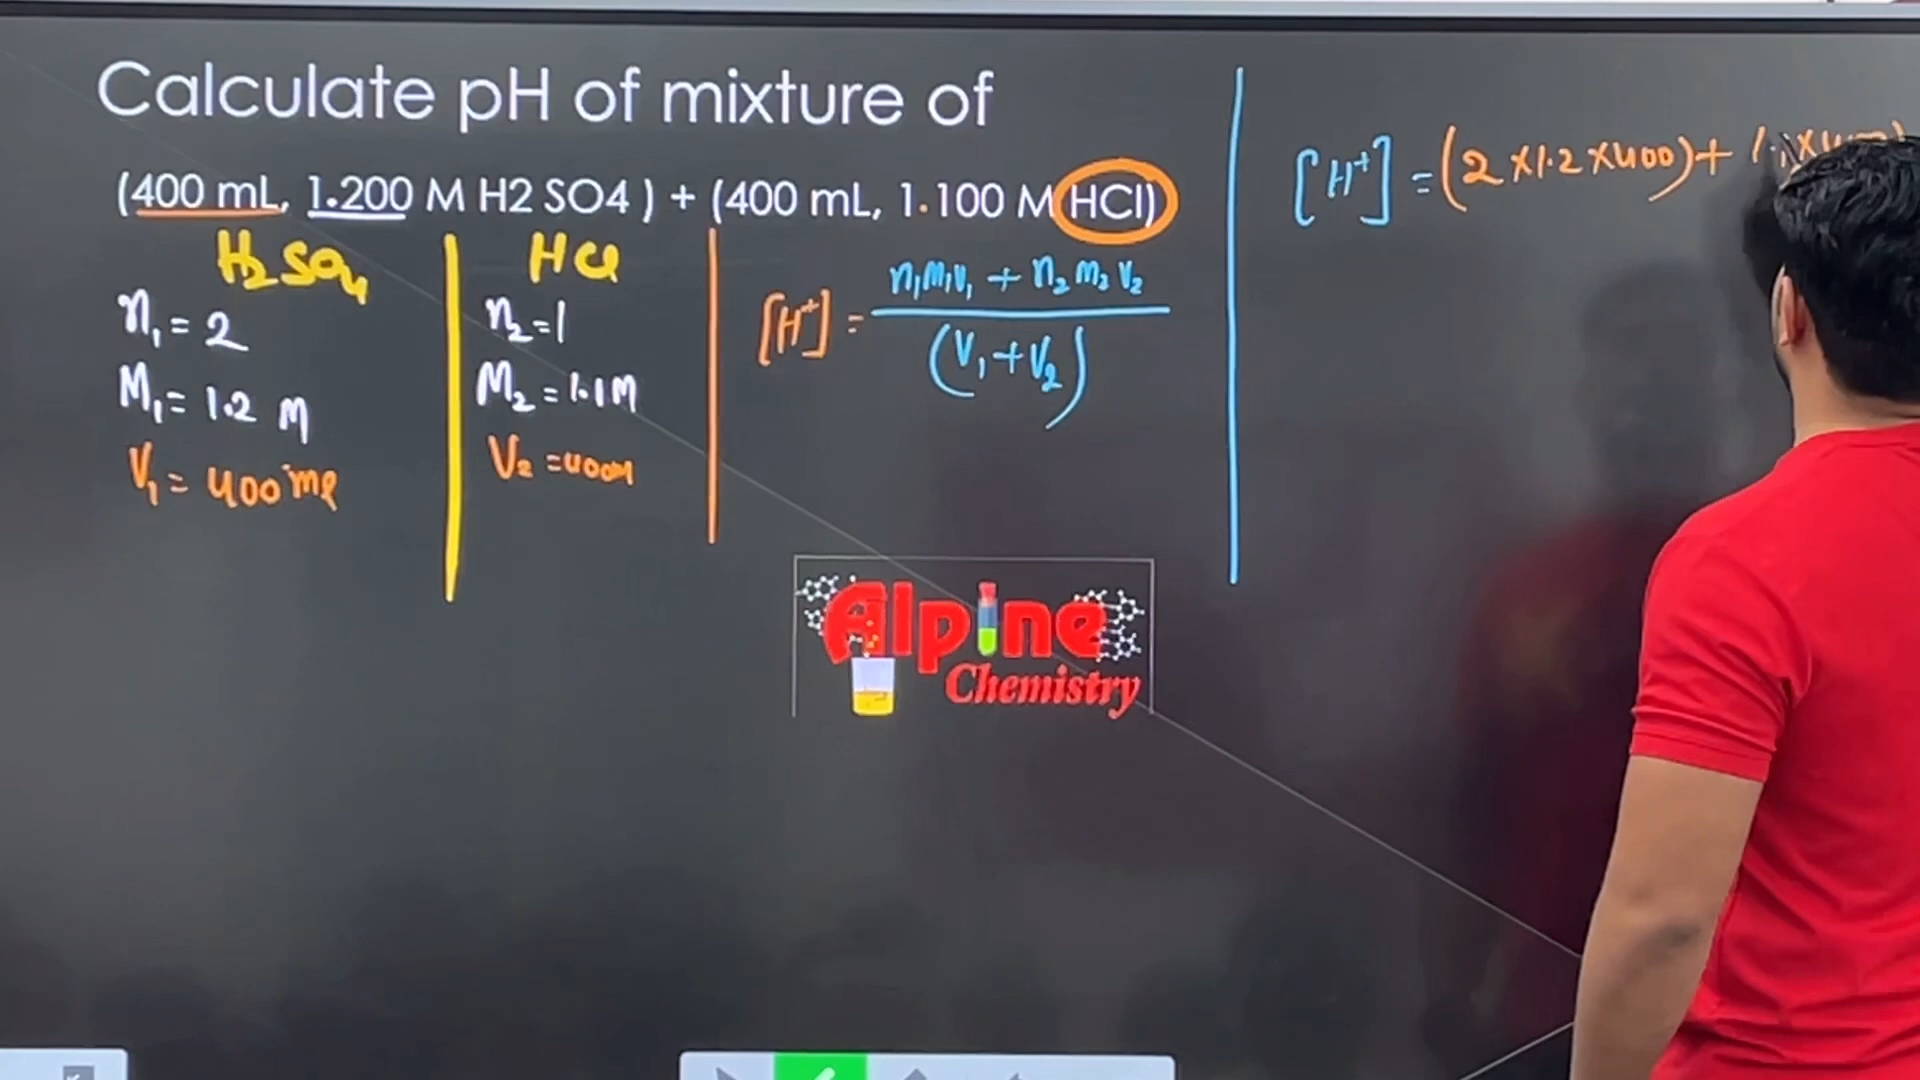 Calculate pH of mixture of
(400 mL, 1.200 M H2 SO4 ) + (400 mL, 1.100 M HCl)
H₂SO₄
n₁ = 2
M₁ = 1.2 M
V₁ = 400 ml
HCl
n₂ = 1
M₂ = 1.1 M
V₂ = 400M
[H⁺] = n₁M₁V₁ + n₂M₂V₂
(V₁ + V₂)
[H⁺] = (2 × 1.2 × 400) +
Alpine
Chemistry